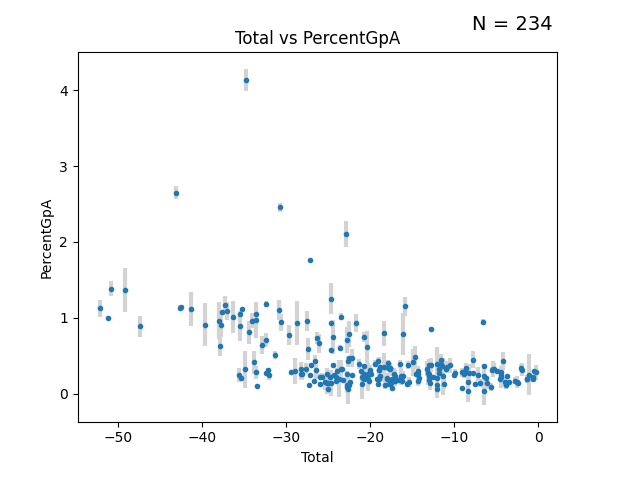 N = 234
Total vs PercentGpA
PercentGpA
4
3
2
1
0
−50
−40
−30
−20
−10
0
Total